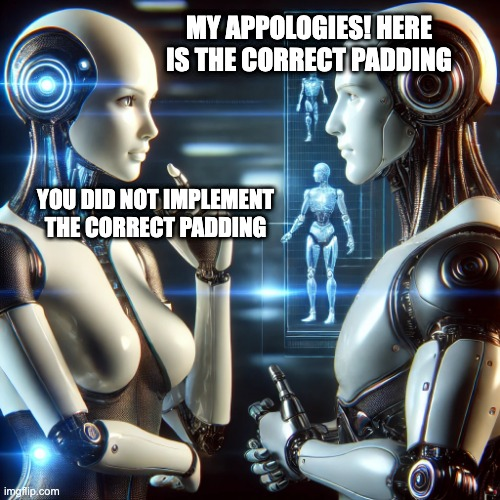 MY APPOLOGIES! HERE
IS THE CORRECT PADDING
YOU DID NOT IMPLEMENT
THE CORRECT PADDING
imgflip.com